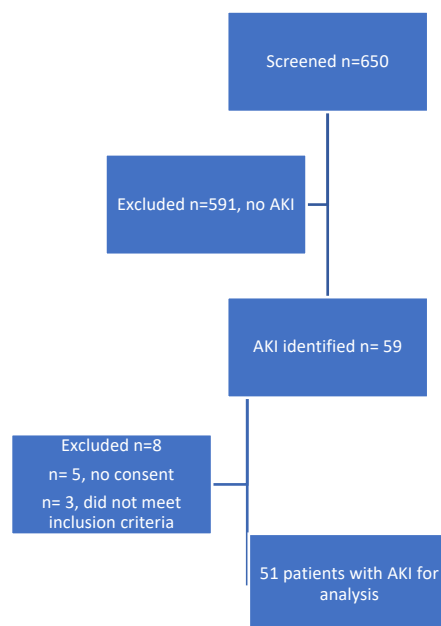 Screened n=650
Excluded n=591, no AKI
AKI identified n= 59
Excluded n=8
n= 5, no consent
n= 3, did not meet
inclusion criteria
51 patients with AKI for
analysis